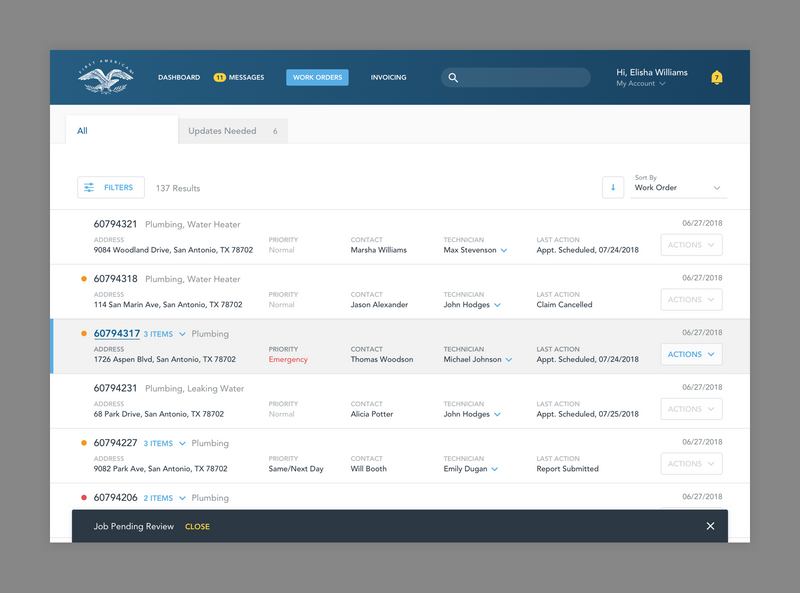 FIRST AMERICAN
DASHBOARD 11 MESSAGES WORK ORDERS INVOICING
Hi, Elisha Williams
My Account
7
All Updates Needed 6
FILTERS 137 Results
Sort By
Work Order
60794321 Plumbing, Water Heater 06/27/2018
ADDRESS PRIORITY CONTACT TECHNICIAN LAST ACTION
9084 Woodland Drive, San Antonio, TX 78702 Normal Marsha Williams Max Stevenson Appt. Scheduled, 07/24/2018 ACTIONS
60794318 Plumbing, Water Heater 06/27/2018
ADDRESS PRIORITY CONTACT TECHNICIAN LAST ACTION
114 San Marin Ave, San Antonio, TX 78702 Normal Jason Alexander John Hodges Claim Cancelled ACTIONS
60794317 3 ITEMS Plumbing 06/27/2018
ADDRESS PRIORITY CONTACT TECHNICIAN LAST ACTION
1726 Aspen Blvd, San Antonio, TX 78702 Emergency Thomas Woodson Michael Johnson Appt. Scheduled, 07/24/2018 ACTIONS
60794231 Plumbing, Leaking Water 06/27/2018
ADDRESS PRIORITY CONTACT TECHNICIAN LAST ACTION
68 Park Drive, San Antonio, TX 78702 Normal Alicia Potter John Hodges Appt. Scheduled, 07/25/2018 ACTIONS
60794227 3 ITEMS Plumbing 06/27/2018
ADDRESS PRIORITY CONTACT TECHNICIAN LAST ACTION
9082 Park Ave, San Antonio, TX 78702 Same/Next Day Will Booth Emily Dugan Report Submitted ACTIONS
60794206 2 ITEMS Plumbing 06/27/2018
Job Pending Review CLOSE